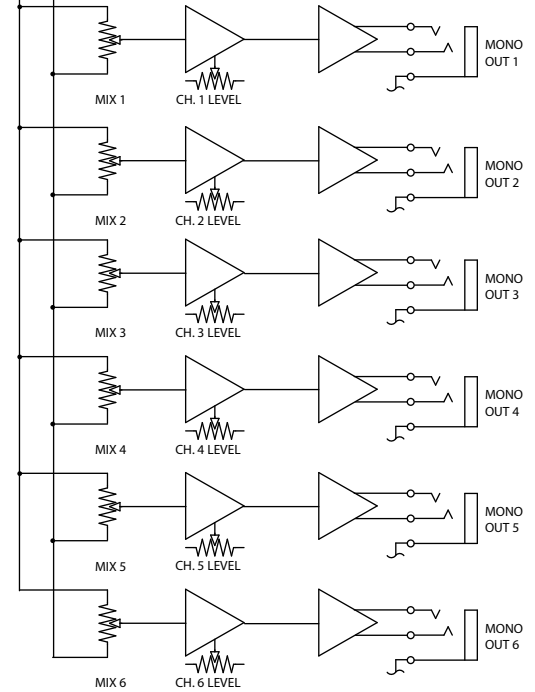 MONO
OUT 1
MIX 1
CH. 1 LEVEL
MONO
OUT 2
MIX 2
CH. 2 LEVEL
MONO
OUT 3
MIX 3
CH. 3 LEVEL
MONO
OUT 4
MIX 4
CH. 4 LEVEL
MONO
OUT 5
MIX 5
CH. 5 LEVEL
MONO
OUT 6
MIX 6
CH. 6 LEVEL